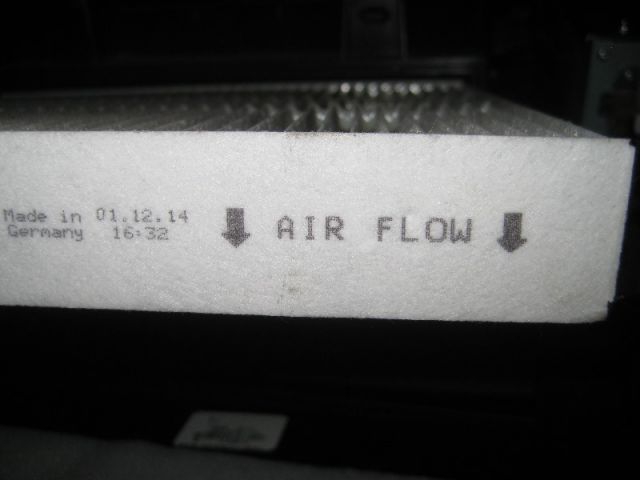 Made in 01.12.14
Germany 16:32
AIR FLOW